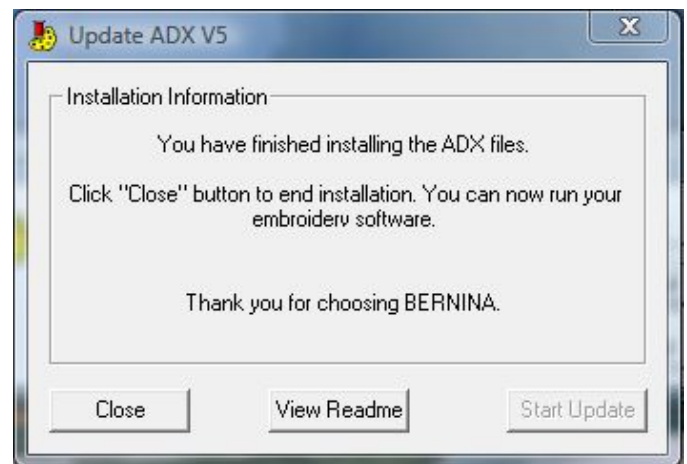 Update ADX V5
Installation Information
You have finished installing the ADX files.
Click "Close" button to end installation. You can now run your
embroidery software.
Thank you for choosing BERNINA.
Close
View Readme
Start Update